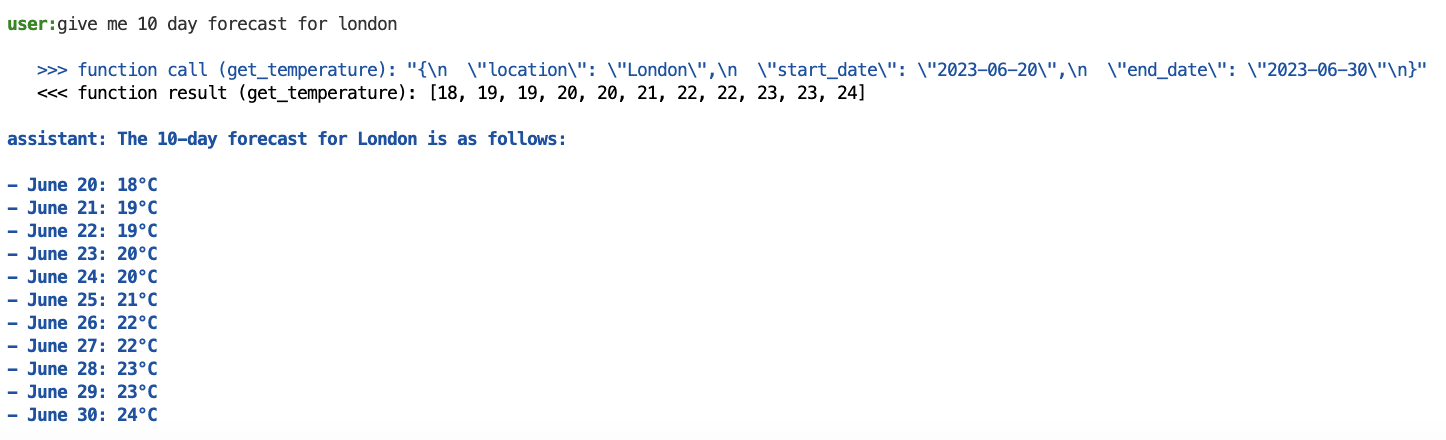 user:give me 10 day forecast for london
>>> function call (get_temperature): "{\n  \"location\": \"London\",\n  \"start_date\": \"2023-06-20\",\n  \"end_date\": \"2023-06-30\"\n}"
<<< function result (get_temperature): [18, 19, 19, 20, 20, 21, 22, 22, 23, 23, 24]
assistant: The 10-day forecast for London is as follows:
- June 20: 18°C
- June 21: 19°C
- June 22: 19°C
- June 23: 20°C
- June 24: 20°C
- June 25: 21°C
- June 26: 22°C
- June 27: 22°C
- June 28: 23°C
- June 29: 23°C
- June 30: 24°C